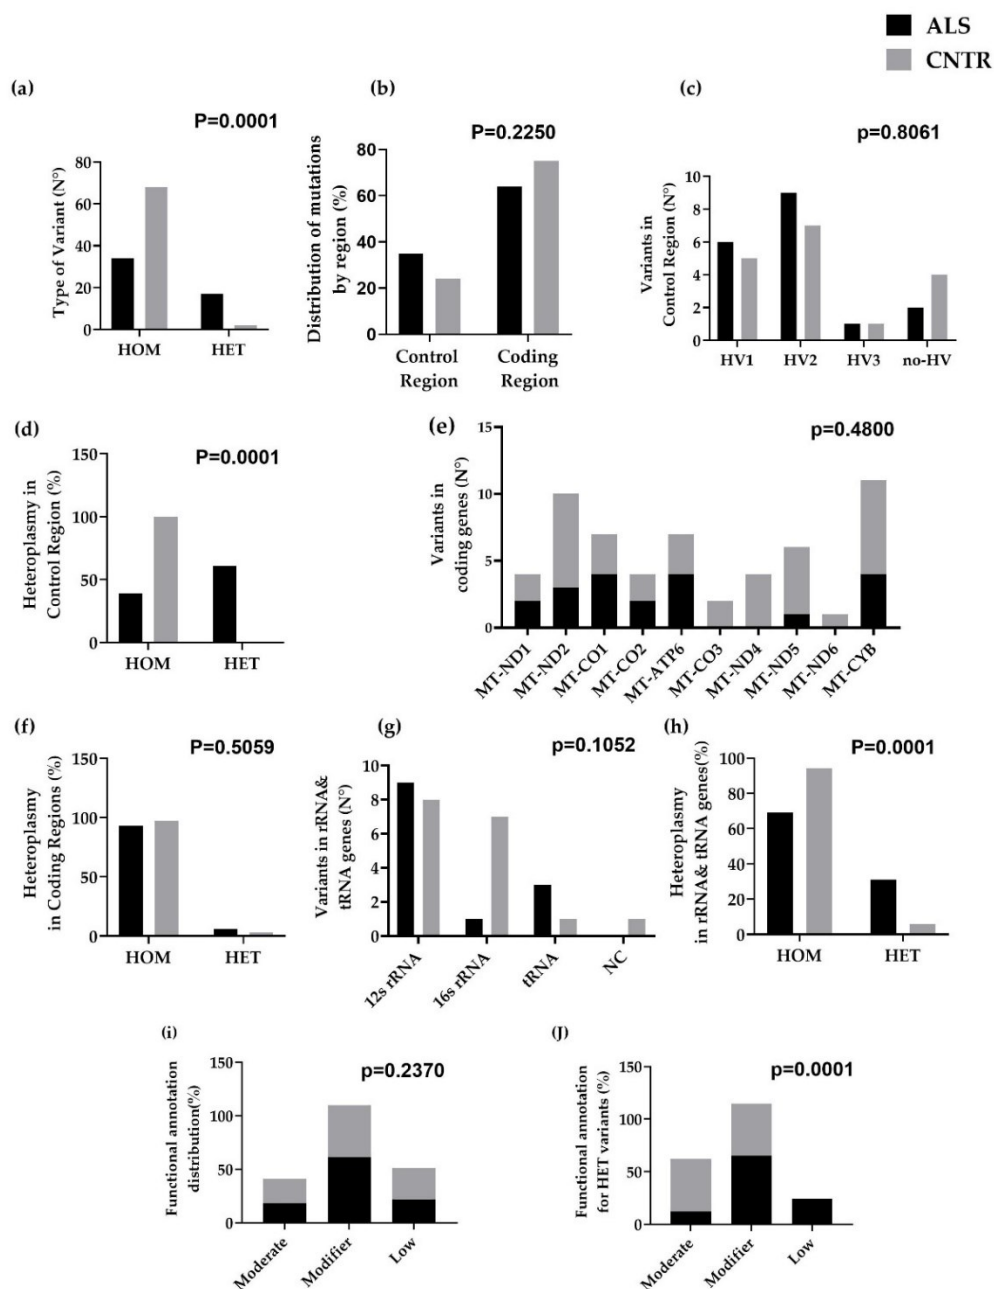 ALS
CNTR
(a)
P=0.0001
Type of Variant (N°)
80
60
40
20
0
HOM HET
(b)
P=0.2250
Distribution of mutations
by region (%)
80
60
40
20
0
Control Coding
Region Region
(c)
p=0.8061
Variants in
Control Region (N°)
10
8
6
4
2
0
HV1 HV2 HV3 no-HV
(d)
P=0.0001
Heteroplasmy in
Control Region (%)
150
100
50
0
HOM HET
(e)
p=0.4800
Variants in
coding genes (N°)
15
10
5
0
MT-ND1 MT-ND2 MT-CO1 MT-CO2 MT-ATP6 MT-CO3 MT-ND4 MT-ND5 MT-ND6 MT-CYB
(f)
P=0.5059
Heteroplasmy
in Coding Regions (%)
150
100
50
0
HOM HET
(g)
p=0.1052
Variants in rRNA&
tRNA genes (N°)
10
8
6
4
2
0
12s rRNA 16s rRNA tRNA NC
(h)
P=0.0001
Heteroplasmy
in rRNA& tRNA genes(%)
100
80
60
40
20
0
HOM HET
(i)
p=0.2370
Functional annotation
distribution(%)
150
100
50
0
Moderate Modifier Low
(J)
p=0.0001
Functional annotation
for HET variants (%)
150
100
50
0
Moderate Modifier Low